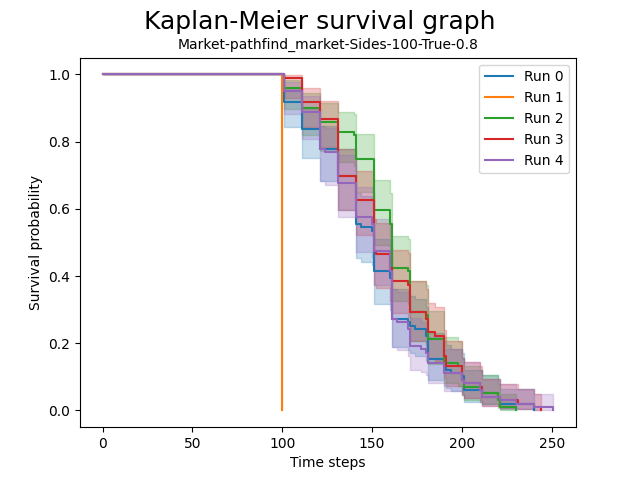 Kaplan-Meier survival graph
Market-pathfind_market-Sides-100-True-0.8
Run 0
Run 1
Run 2
Run 3
Run 4
1.0
0.8
0.6
0.4
0.2
0.0
Survival probability
0 50 100 150 200 250
Time steps